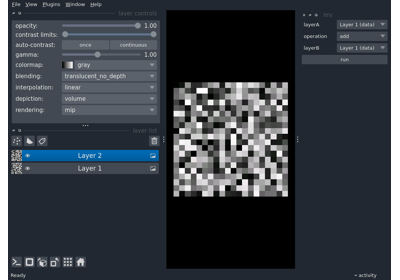 File View Plugins Window Help
layer controls
opacity: 1.00
contrast limits:
auto-contrast: once continuous
gamma: 1.00
colormap: gray
blending: translucent_no_depth
interpolation: linear
depiction: volume
rendering: mip
layer list
Layer 2
Layer 1
layerA Layer 1 (data)
operation add
layerB Layer 1 (data)
run
Ready
activity